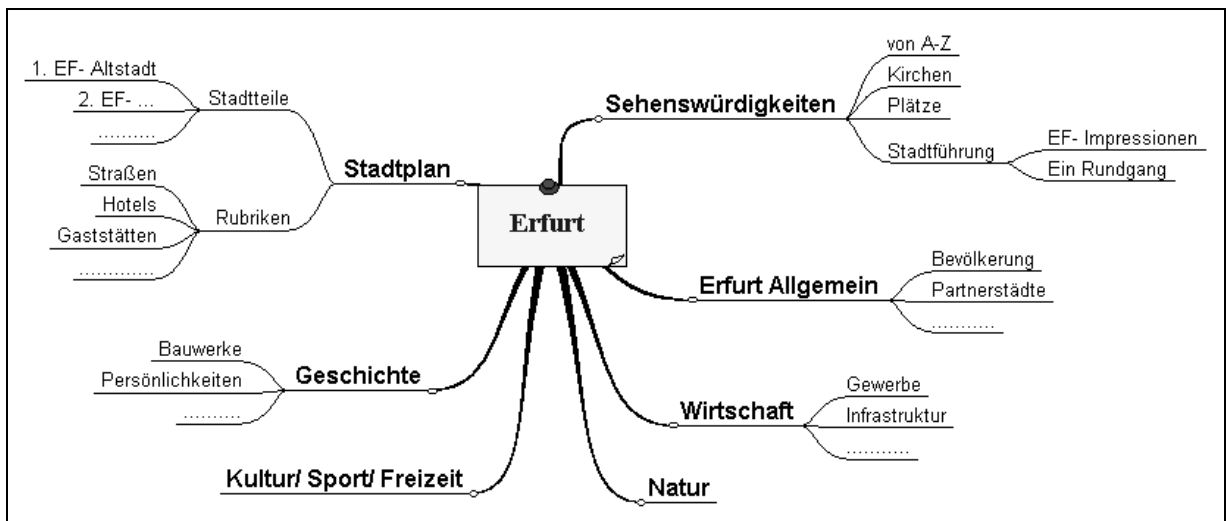 Erfurt
Sehenswürdigkeiten
von A-Z
Kirchen
Plätze
Stadtführung
EF- Impressionen
Ein Rundgang
Erfurt Allgemein
Bevölkerung
Partnerstädte
...........
Wirtschaft
Gewerbe
Infrastruktur
...........
Natur
Kultur/ Sport/ Freizeit
Geschichte
Bauwerke
Persönlichkeiten
..........
Stadtplan
Stadtteile
1. EF- Altstadt
2. EF- ...
..........
Rubriken
Straßen
Hotels
Gaststätten
.............